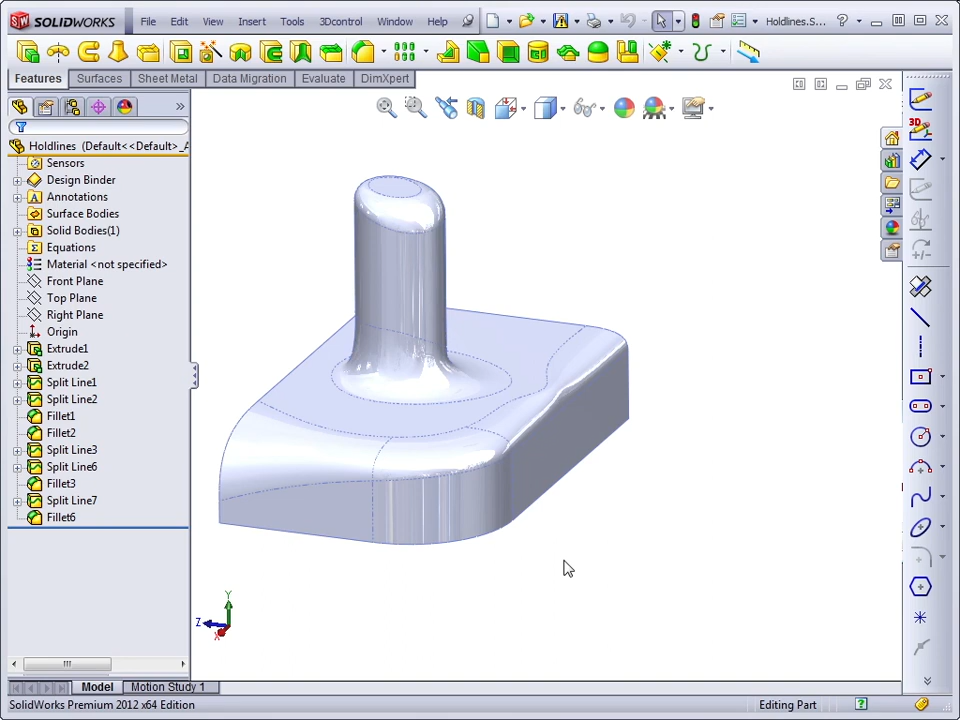 SOLIDWORKS File Edit View Insert Tools 3Dcontrol Window Help Holdlines.S... ?
Features Surfaces Sheet Metal Data Migration Evaluate DimXpert
»
Holdlines (Default<<Default>_A
Sensors
Design Binder
A Annotations
Surface Bodies
Solid Bodies(1)
Σ Equations
Material <not specified>
Front Plane
Top Plane
Right Plane
Origin
Extrude1
Extrude2
Split Line1
Split Line2
Fillet1
Fillet2
Split Line3
Split Line6
Fillet3
Split Line7
Fillet6
3D
Y
Z
X
Model Motion Study 1
SolidWorks Premium 2012 x64 Edition Editing Part ?